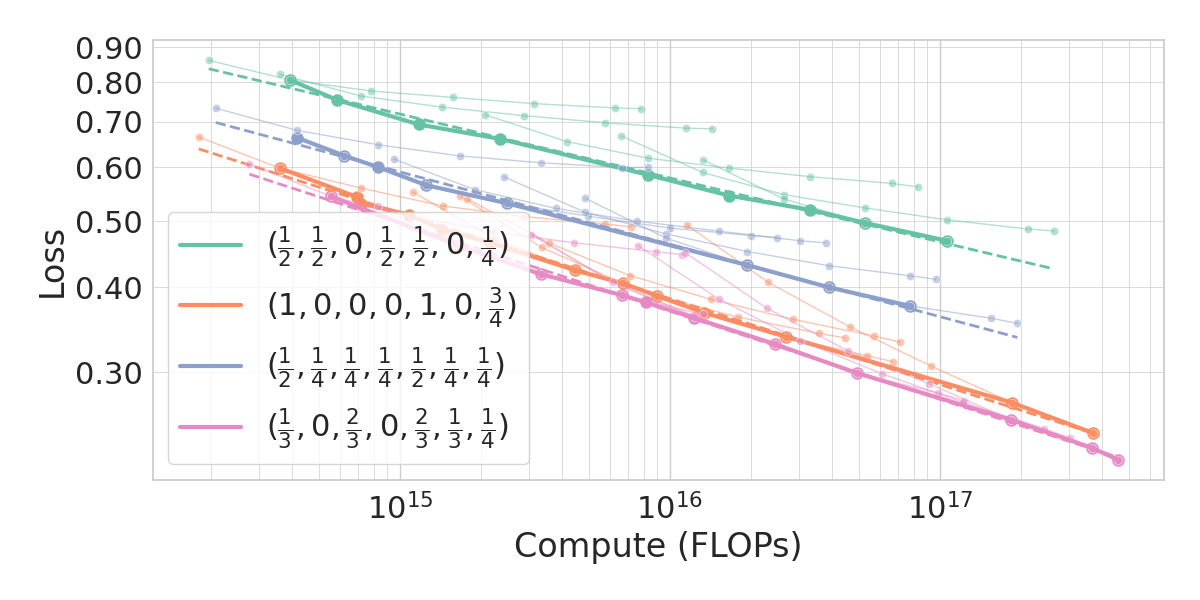 0.90
0.80
0.70
0.60
0.50
0.40
0.30
Loss
(1/2, 1/2, 0, 1/2, 1/2, 0, 1/4)
(1, 0, 0, 0, 1, 0, 3/4)
(1/2, 1/4, 1/4, 1/4, 1/2, 1/4, 1/4)
(1/3, 0, 2/3, 0, 2/3, 1/3, 1/4)
10^15 10^16 10^17
Compute (FLOPs)